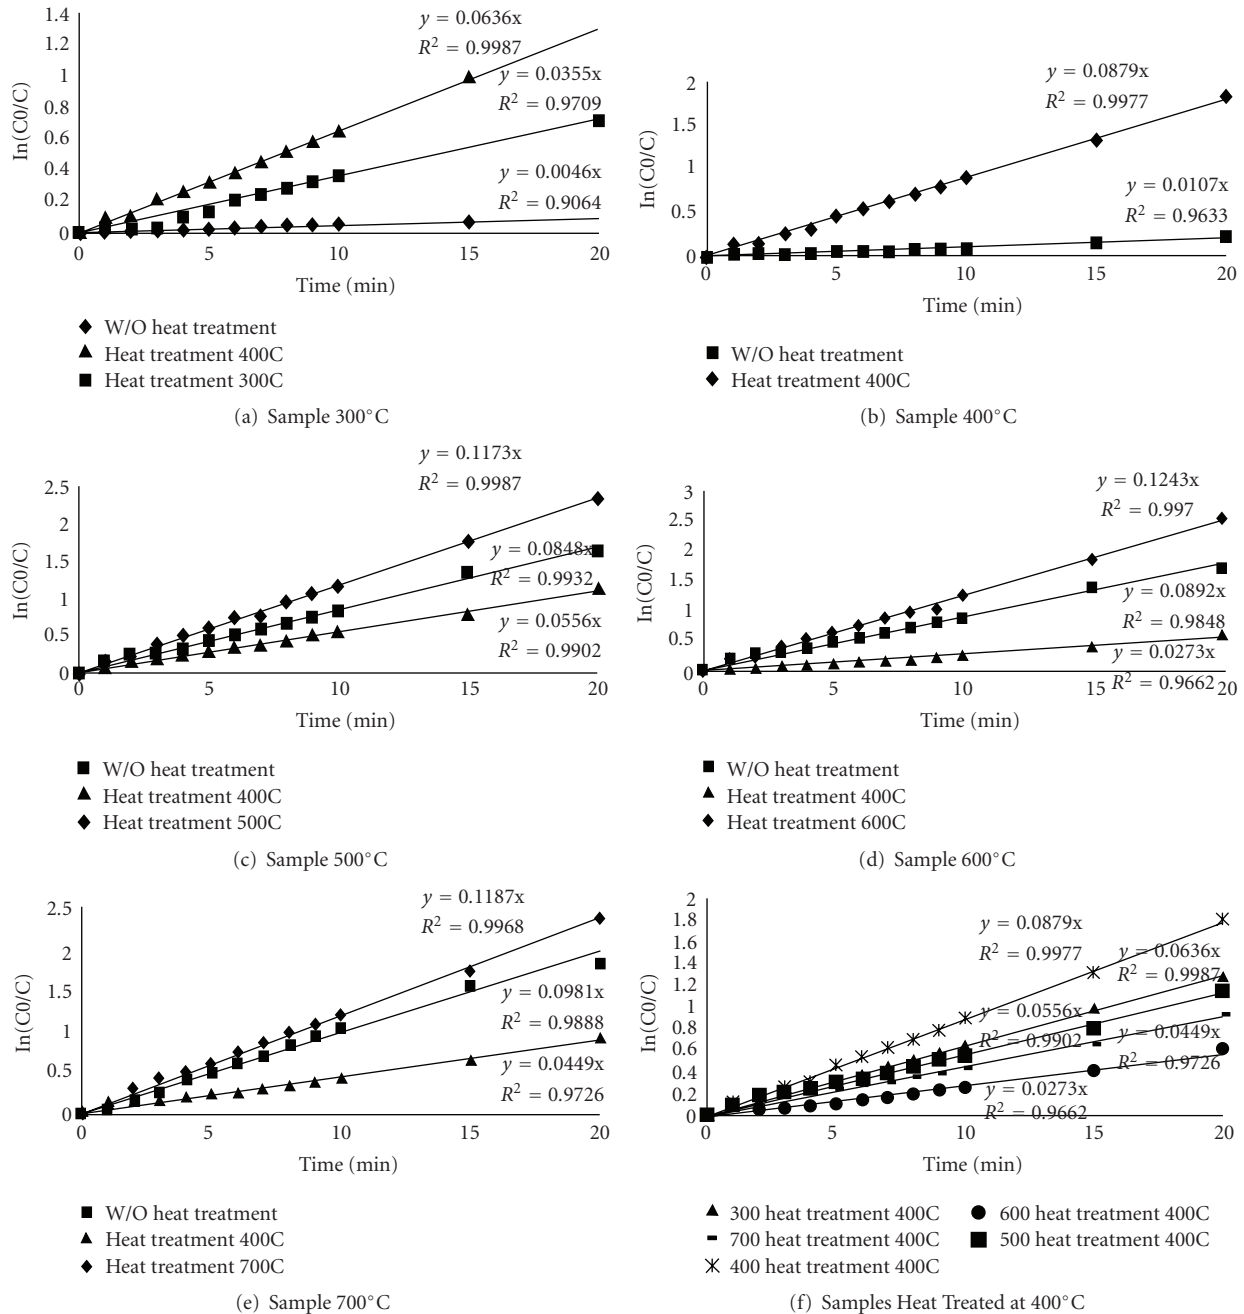 1.4
1.2
1
0.8
0.6
0.4
0.2
0
In(C0/C)
y = 0.0636x
R² = 0.9987
y = 0.0355x
R² = 0.9709
y = 0.0046x
R² = 0.9064
0 5 10 15 20
Time (min)
W/O heat treatment
Heat treatment 400C
Heat treatment 300C
(a) Sample 300°C
2
1.5
1
0.5
0
In(C0/C)
y = 0.0879x
R² = 0.9977
y = 0.0107x
R² = 0.9633
0 5 10 15 20
Time (min)
W/O heat treatment
Heat treatment 400C
(b) Sample 400°C
2.5
2
1.5
1
0.5
0
In(C0/C)
y = 0.1173x
R² = 0.9987
y = 0.0848x
R² = 0.9932
y = 0.0556x
R² = 0.9902
0 5 10 15 20
Time (min)
W/O heat treatment
Heat treatment 400C
Heat treatment 500C
(c) Sample 500°C
3
2.5
2
1.5
1
0.5
0
In(C0/C)
y = 0.1243x
R² = 0.997
y = 0.0892x
R² = 0.9848
y = 0.0273x
R² = 0.9662
0 5 10 15 20
Time (min)
W/O heat treatment
Heat treatment 400C
Heat treatment 600C
(d) Sample 600°C
2.5
2
1.5
1
0.5
0
In(C0/C)
y = 0.1187x
R² = 0.9968
y = 0.0981x
R² = 0.9888
y = 0.0449x
R² = 0.9726
0 5 10 15 20
Time (min)
W/O heat treatment
Heat treatment 400C
Heat treatment 700C
(e) Sample 700°C
2
1.8
1.6
1.4
1.2
1
0.8
0.6
0.4
0.2
0
In(C0/C)
y = 0.0879x
R² = 0.9977
y = 0.0636x
R² = 0.9987
y = 0.0556x
R² = 0.9902
y = 0.0449x
R² = 0.9726
y = 0.0273x
R² = 0.9662
0 5 10 15 20
Time (min)
300 heat treatment 400C
700 heat treatment 400C
400 heat treatment 400C
600 heat treatment 400C
500 heat treatment 400C
(f) Samples Heat Treated at 400°C